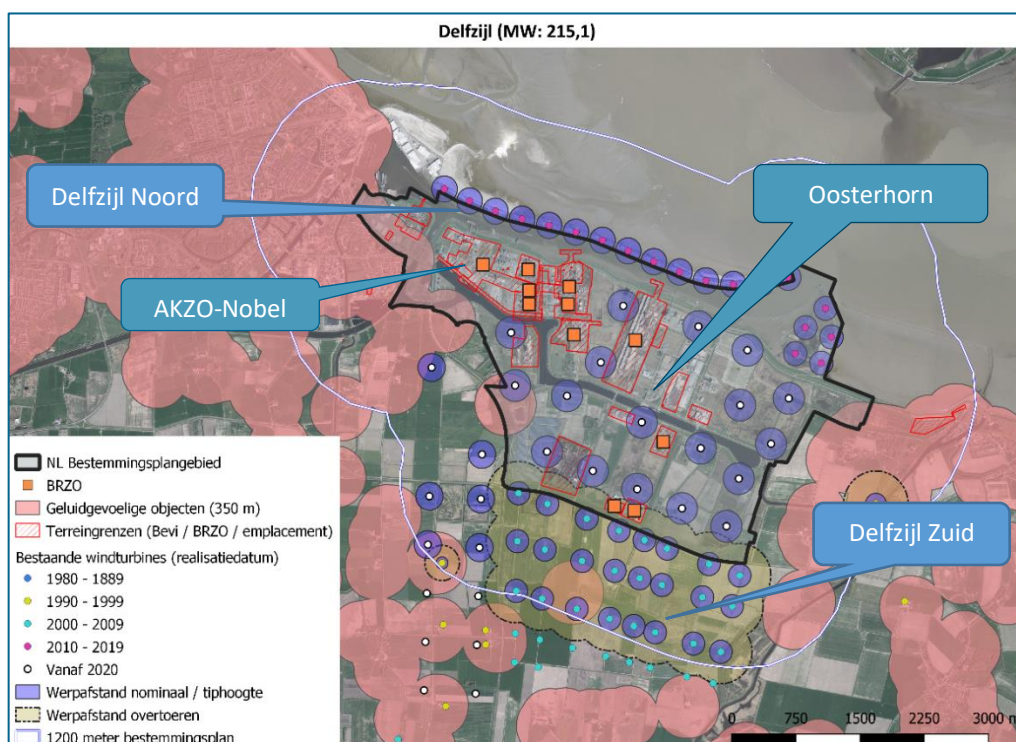 Delfzijl (MW: 215,1)
Delfzijl Noord
Oosterhorn
AKZO-Nobel
Delfzijl Zuid
NL Bestemmingsplangebied
BRZO
Geluidgevoelige objecten (350 m)
Terreingrenzen (Bevi / BRZO / emplacement)
Bestaande windturbines (realisatiedatum)
1980 - 1889
1990 - 1999
2000 - 2009
2010 - 2019
Vanaf 2020
Werpafstand nominaal / tiphoogte
Werpafstand overtoeren
1200 meter bestemmingsplan
0 750 1500 2250 3000 m